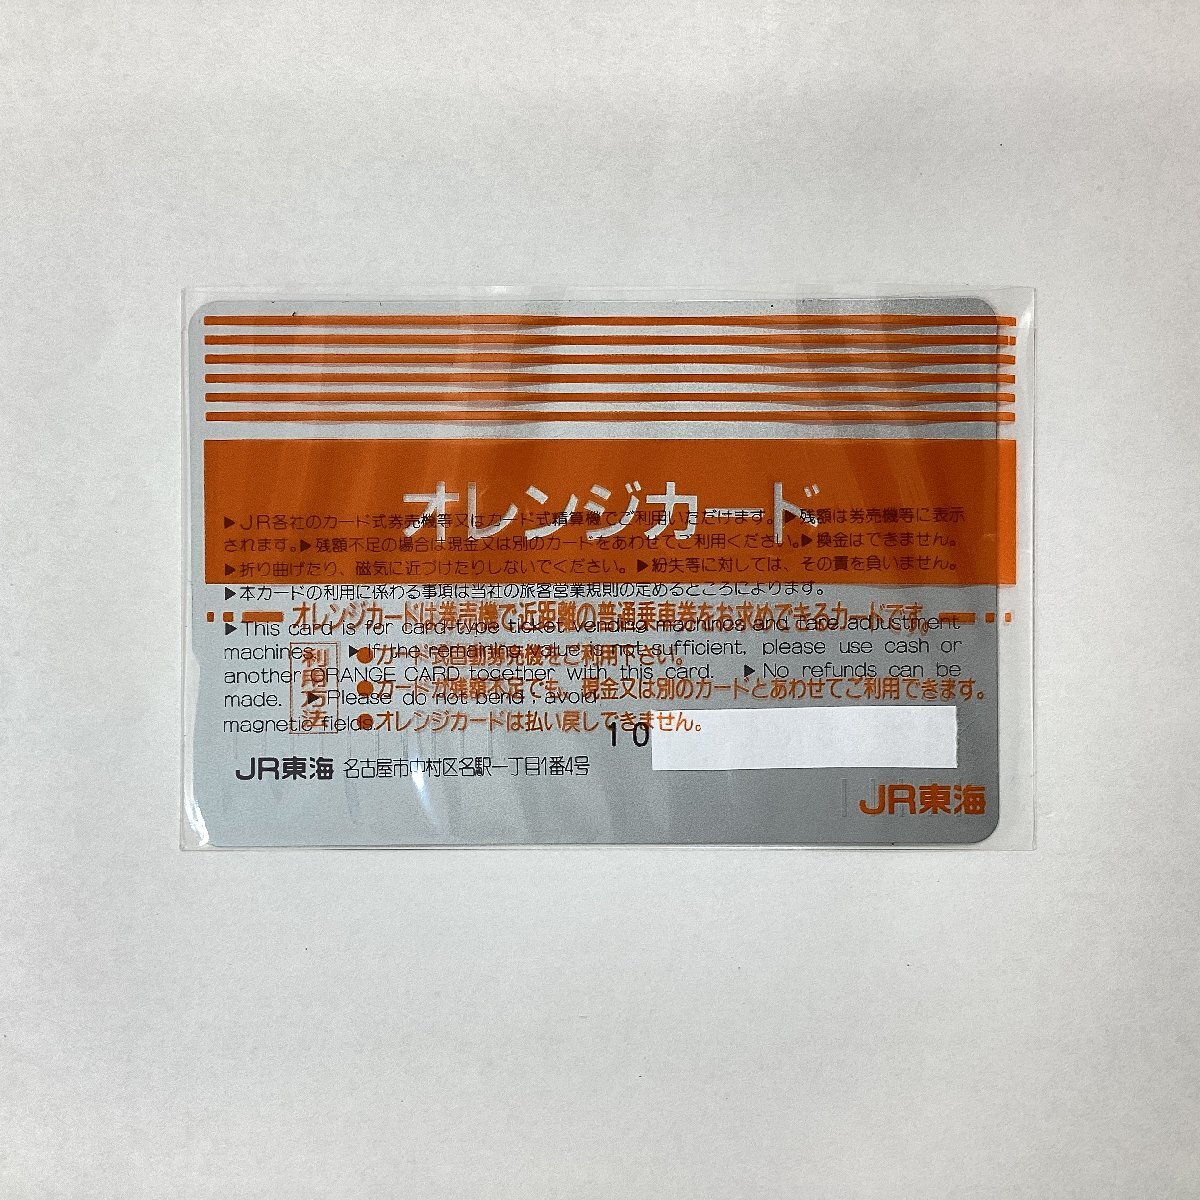 オレンジカード
▶JR各社のカード式券売機等又はカード式精算機でご利用いただけます。▶残額は券売機等に表示
されます。▶残額不足の場合は現金又は別のカードをあわせてご利用ください。▶換金はできません。
▶折り曲げたり、磁気に近づけたりしないでください。▶紛失等に対しては、その責を負いません。
▶本カードの利用に係わる事項は当社の旅客営業規則の定めるところによります。
オレンジカードは券売機で近距離の普通乗車券をお求めできるカードです。
▶This card is for card-type ticket vending machines and fare adjustment
machines. ▶If the remaining value is not sufficient, please use cash or
another ORANGE CARD together with this card. ▶No refunds can be
made. ▶Please do not bend, avoid
magnetic fields.
利用方法
●カード式自動券売機をご利用下さい。
●カードが残額不足でも、現金又は別のカードとあわせてご利用できます。
●オレンジカードは払い戻しできません。
10
JR東海 名古屋市中村区名駅一丁目1番4号
JR東海